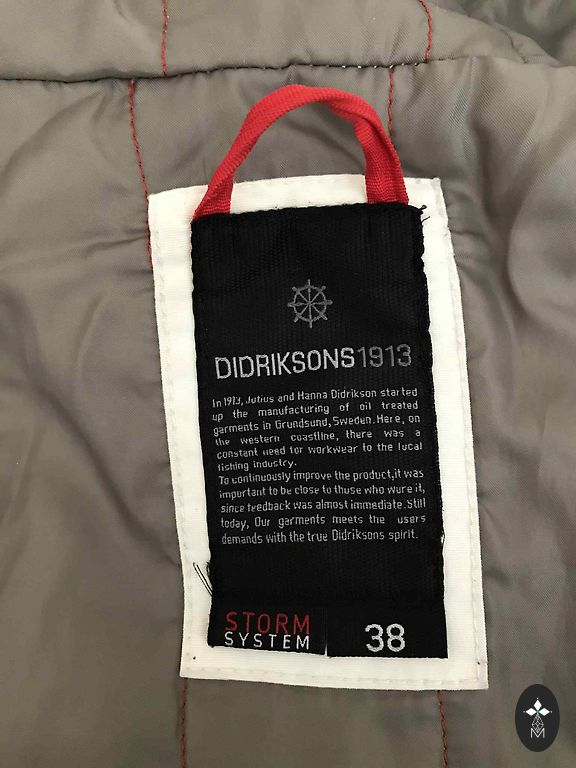 DIDRIKSONS1913
In 1913, Julius and Hanna Didrikson started
up the manufacturing of oil treated
garments in Grundsund, Sweden. Here, on
the western coastline, there was a
constant need for workwear to the local
fishing industry.
To continuously improve the product, it was
important to be close to those who wore it,
since feedback was almost immediate. Still
today, Our garments meets the users
demands with the true Didriksons spirit.
STORM
SYSTEM
38
M